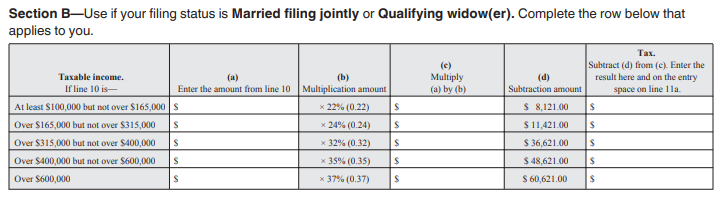 Section B—Use if your filing status is Married filing jointly or Qualifying widow(er). Complete the row below that
applies to you.
Taxable income.
If line 10 is—
(a)
Enter the amount from line 10
(b)
Multiplication amount
(c)
Multiply
(a) by (b)
(d)
Subtraction amount
Tax.
Subtract (d) from (c). Enter the
result here and on the entry
space on line 11a.
At least $100,000 but not over $165,000 $ × 22% (0.22) $ $ 8,121.00 $
Over $165,000 but not over $315,000 $ × 24% (0.24) $ $ 11,421.00 $
Over $315,000 but not over $400,000 $ × 32% (0.32) $ $ 36,621.00 $
Over $400,000 but not over $600,000 $ × 35% (0.35) $ $ 48,621.00 $
Over $600,000 $ × 37% (0.37) $ $ 60,621.00 $